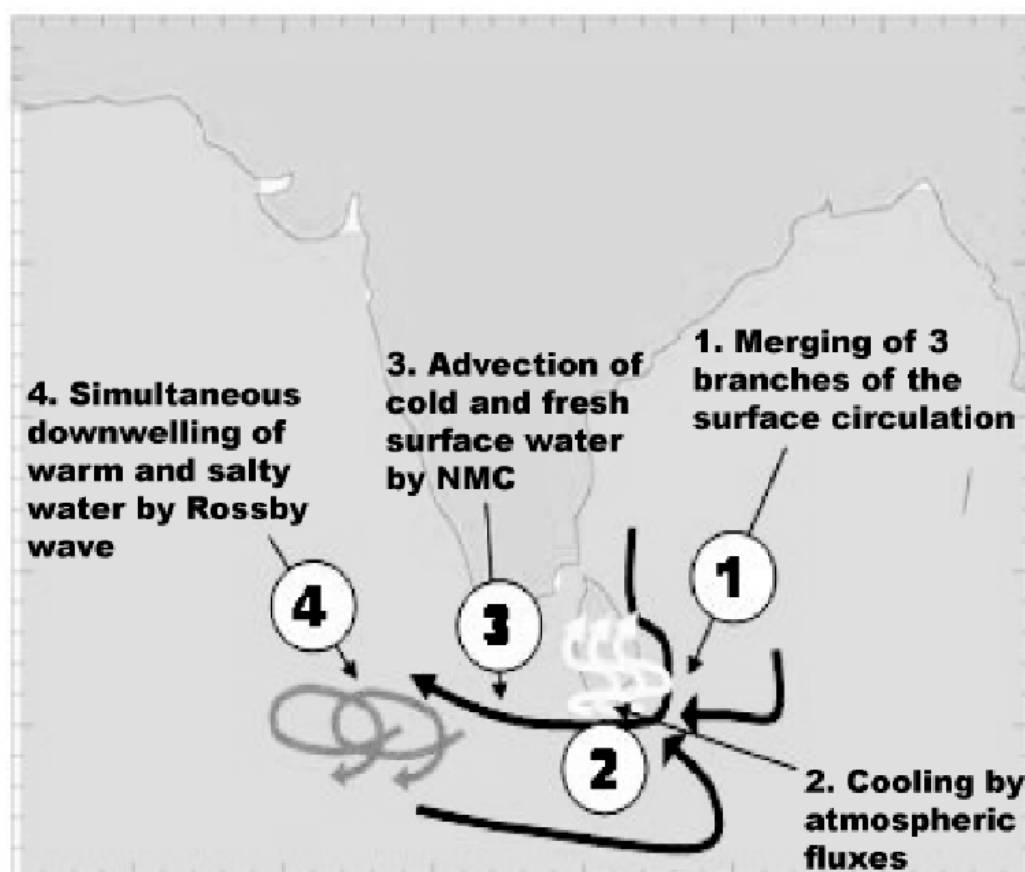 1. Merging of 3
branches of the
surface circulation
3. Advection of
cold and fresh
surface water
by NMC
4. Simultaneous
downwelling of
warm and salty
water by Rossby
wave
1
4
3
2
2. Cooling by
atmospheric
fluxes